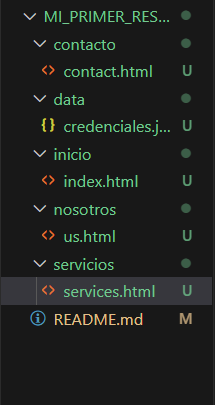 MI_PRIMER_RES...
contacto
contact.html U
data
credenciales.j... U
inicio
index.html U
nosotros
us.html U
servicios
services.html U
README.md M